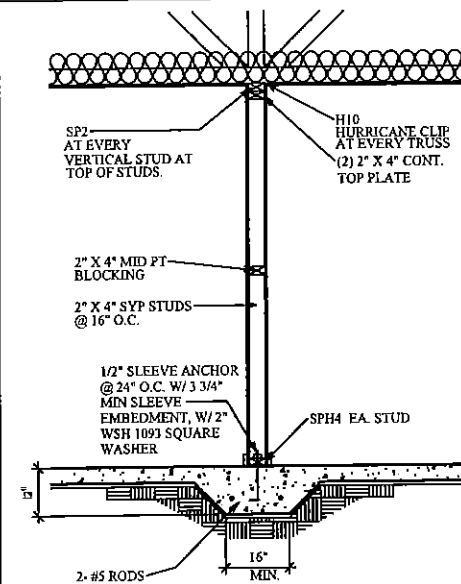 SP2
AT EVERY
VERTICAL STUD AT
TOP OF STUDS.
H10
HURRICANE CLIP
AT EVERY TRUSS
(2) 2" X 4" CONT.
TOP PLATE
2" X 4" MID PT
BLOCKING
2" X 4" SYP STUDS
@ 16" O.C.
1/2" SLEEVE ANCHOR
@ 24" O.C. W/ 3 3/4"
MIN SLEEVE
EMBEDMENT, W/ 2"
WSH 1093 SQUARE
WASHER
SPH4 EA. STUD
12"
16"
MIN.
2- #5 RODS